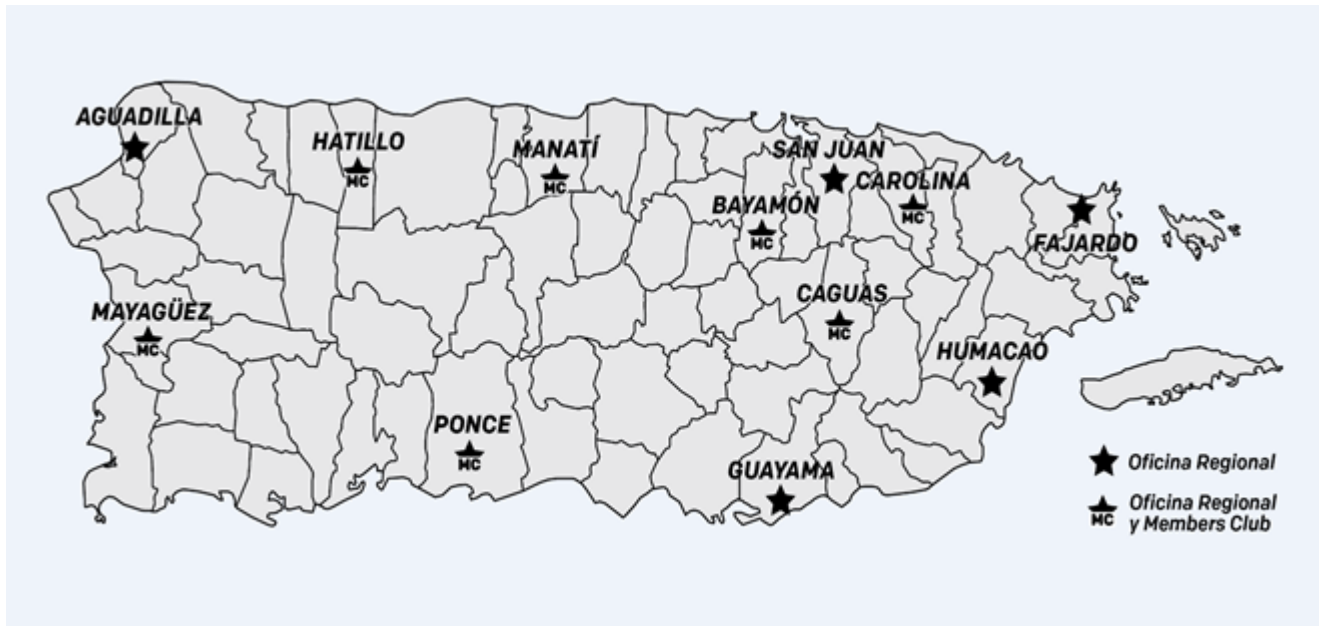 AGUADILLA
HATILLO
MC
MANATÍ
MC
SAN JUAN
CAROLINA
MC
BAYAMÓN
MC
FAJARDO
CAGUAS
MC
MAYAGÜEZ
MC
HUMACAO
PONCE
MC
GUAYAMA
Oficina Regional
MC
Oficina Regional
y Members Club